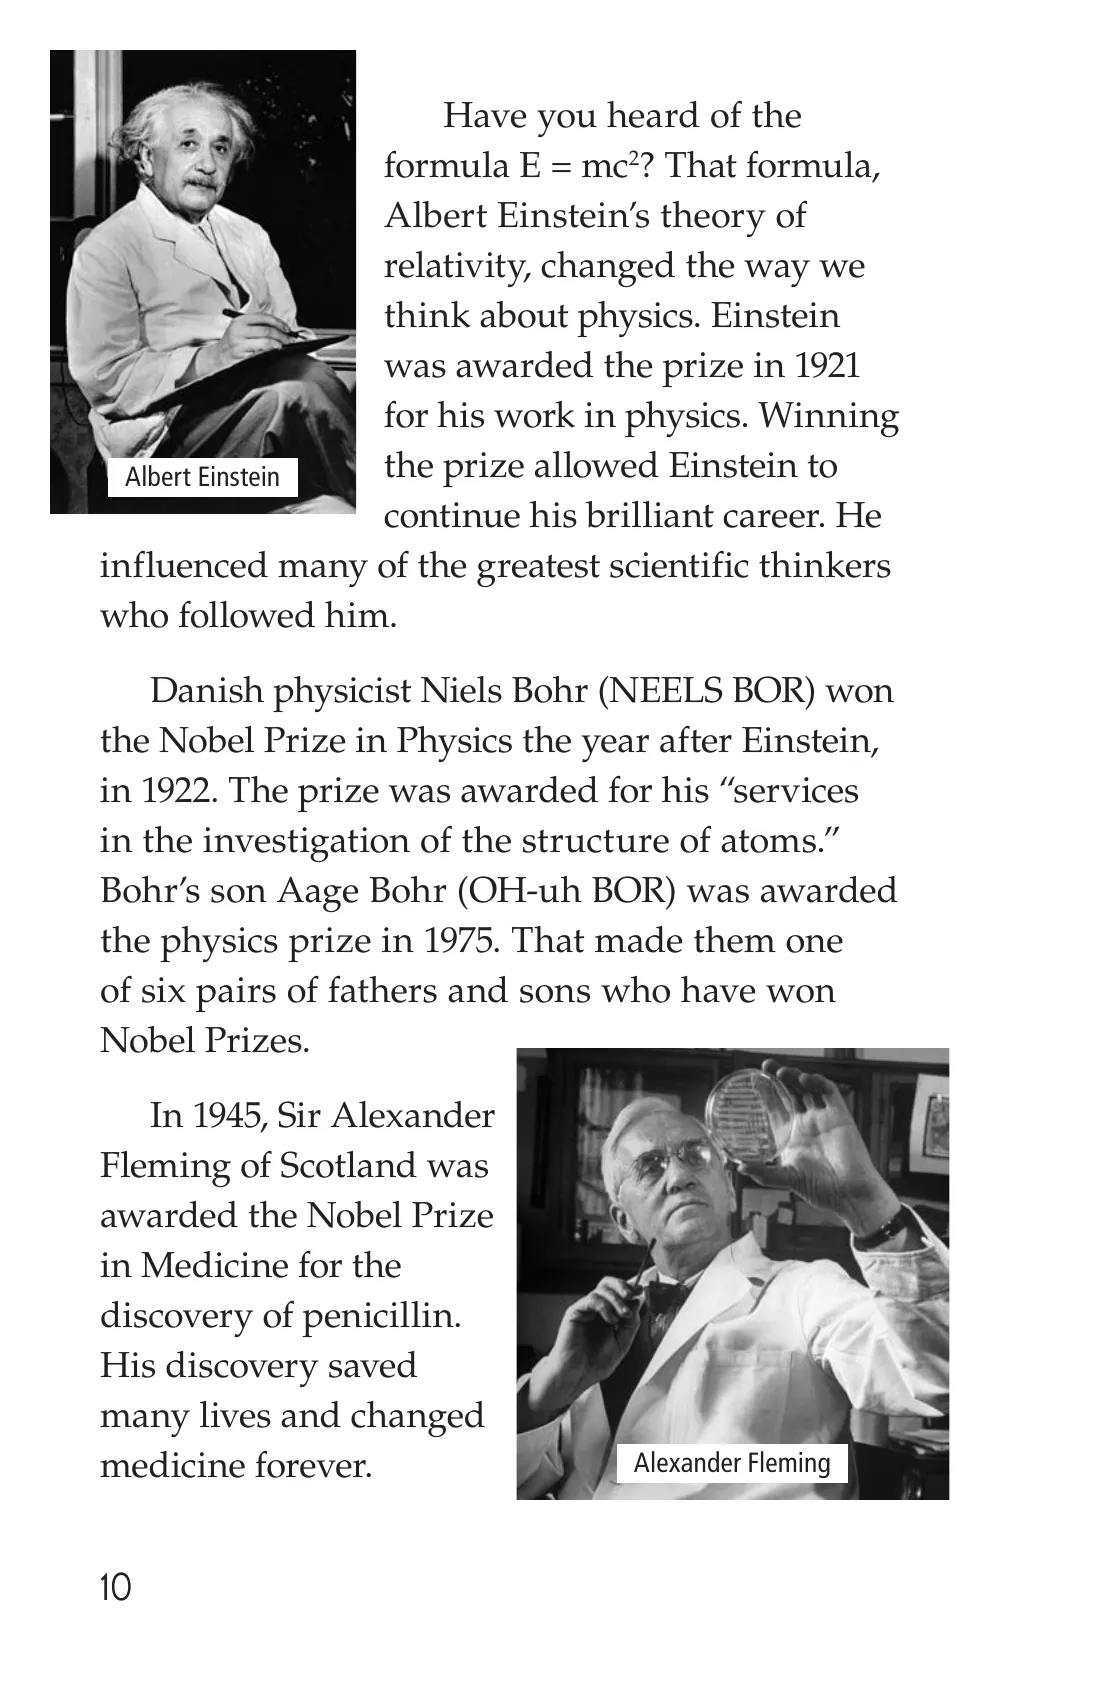 Have you heard of the
formula E = mc²? That formula,
Albert Einstein’s theory of
relativity, changed the way we
think about physics. Einstein
was awarded the prize in 1921
for his work in physics. Winning
the prize allowed Einstein to
continue his brilliant career. He
influenced many of the greatest scientific thinkers
who followed him.
Albert Einstein
Danish physicist Niels Bohr (NEELS BOR) won
the Nobel Prize in Physics the year after Einstein,
in 1922. The prize was awarded for his “services
in the investigation of the structure of atoms.”
Bohr’s son Aage Bohr (OH-uh BOR) was awarded
the physics prize in 1975. That made them one
of six pairs of fathers and sons who have won
Nobel Prizes.
In 1945, Sir Alexander
Fleming of Scotland was
awarded the Nobel Prize
in Medicine for the
discovery of penicillin.
His discovery saved
many lives and changed
medicine forever.
Alexander Fleming
10